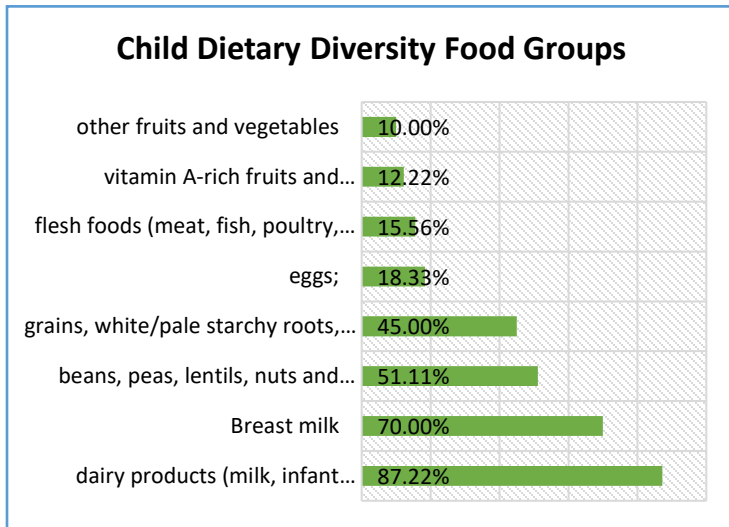 Child Dietary Diversity Food Groups
other fruits and vegetables 10.00%
vitamin A-rich fruits and... 12.22%
flesh foods (meat, fish, poultry,... 15.56%
eggs; 18.33%
grains, white/pale starchy roots,... 45.00%
beans, peas, lentils, nuts and... 51.11%
Breast milk 70.00%
dairy products (milk, infant... 87.22%